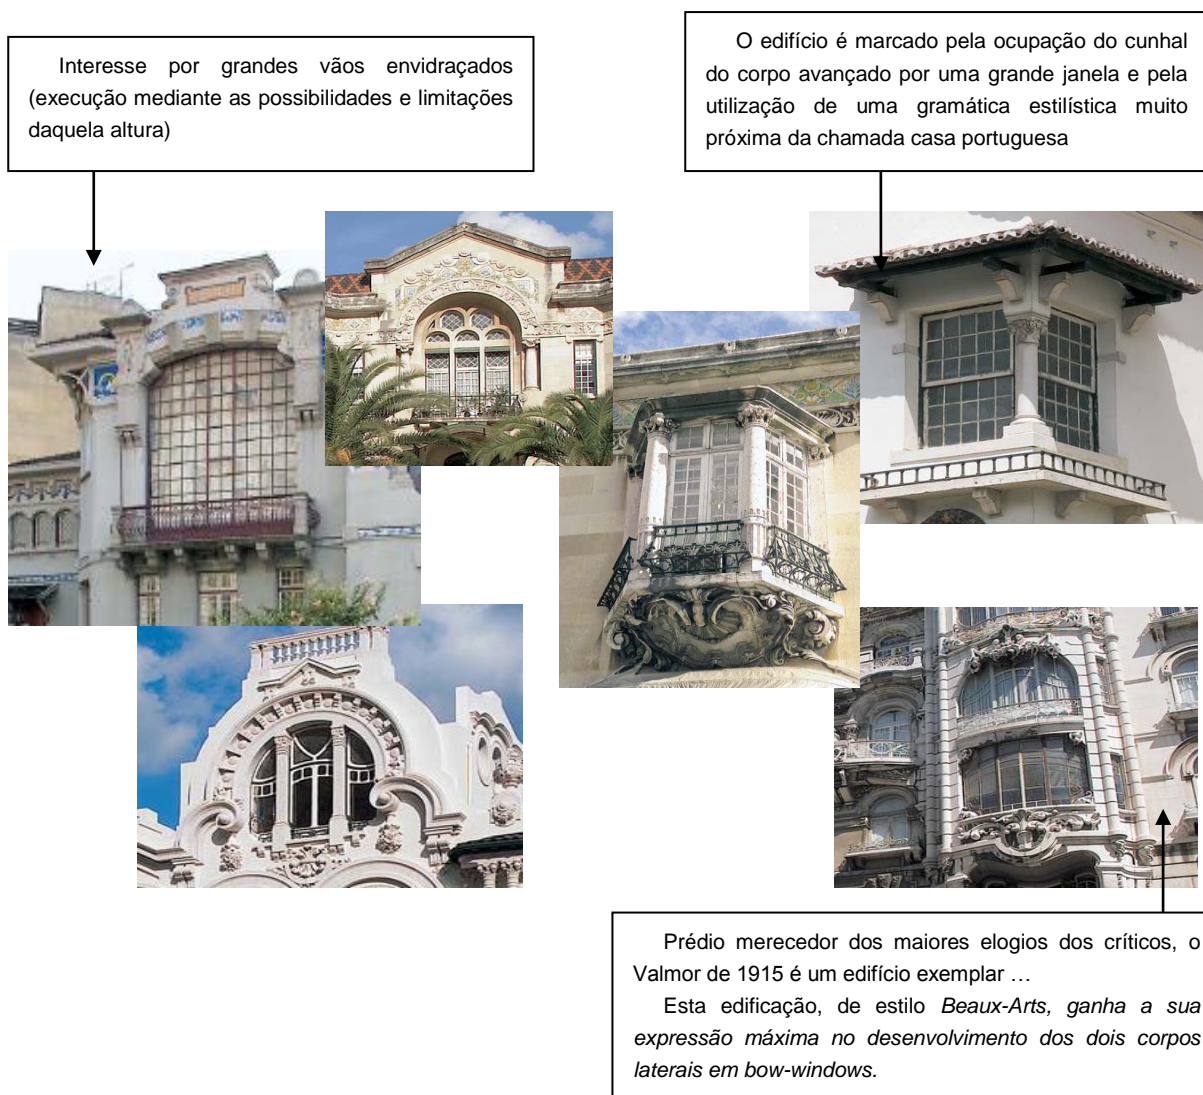 Interesse por grandes vãos envidraçados
(execução mediante as possibilidades e limitações
daquela altura)
O edifício é marcado pela ocupação do cunhal
do corpo avançado por uma grande janela e pela
utilização de uma gramática estilística muito
próxima da chamada casa portuguesa
Prédio merecedor dos maiores elogios dos críticos, o
Valmor de 1915 é um edifício exemplar …
Esta edificação, de estilo Beaux-Arts, ganha a sua
expressão máxima no desenvolvimento dos dois corpos
laterais em bow-windows.